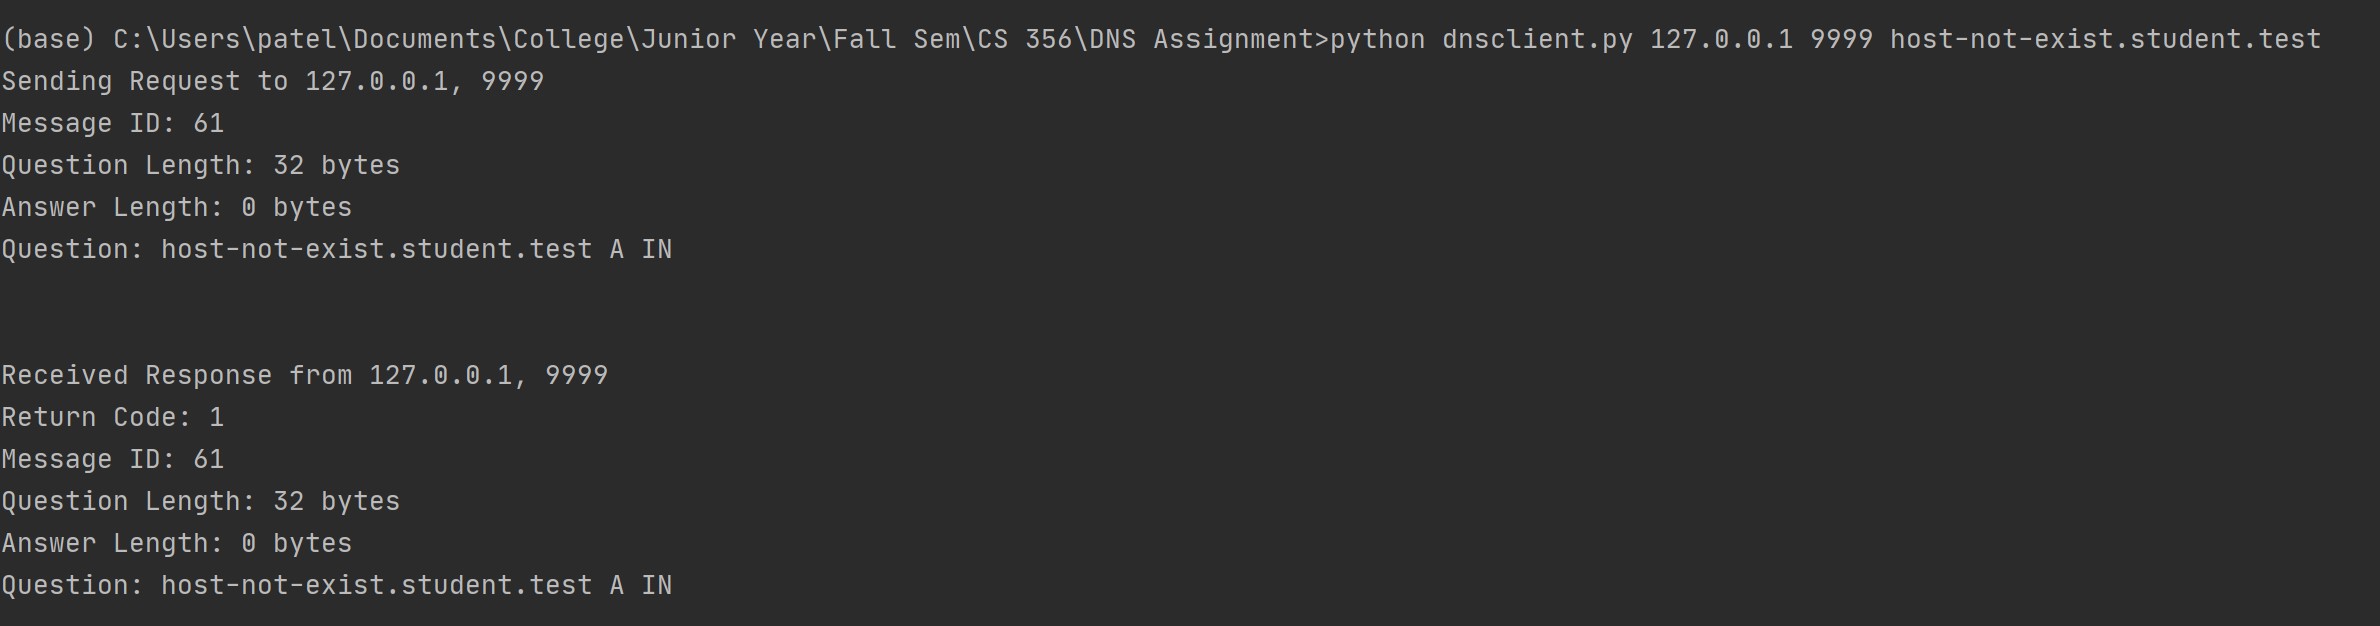 (base) C:\Users\patel\Documents\College\Junior Year\Fall Sem\CS 356\DNS Assignment>python dnsclient.py 127.0.0.1 9999 host-not-exist.student.test
Sending Request to 127.0.0.1, 9999
Message ID: 61
Question Length: 32 bytes
Answer Length: 0 bytes
Question: host-not-exist.student.test A IN
Received Response from 127.0.0.1, 9999
Return Code: 1
Message ID: 61
Question Length: 32 bytes
Answer Length: 0 bytes
Question: host-not-exist.student.test A IN